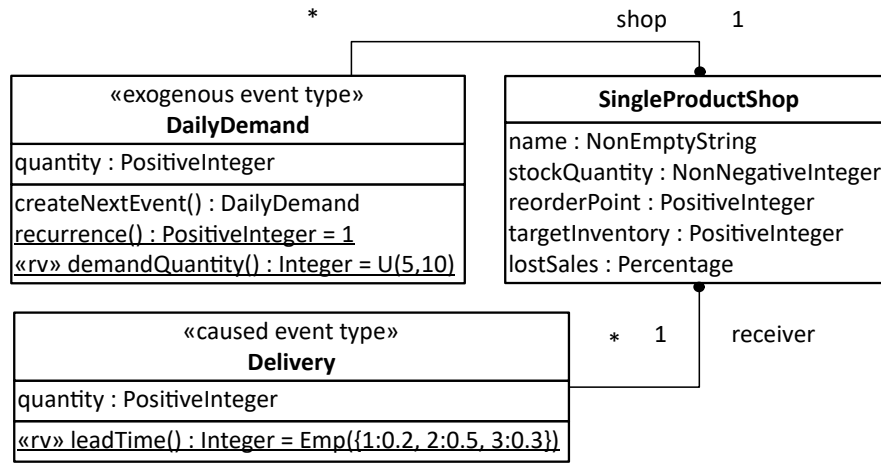 * shop 1
«exogenous event type»
DailyDemand
quantity : PositiveInteger
createNextEvent() : DailyDemand
recurrence() : PositiveInteger = 1
«rv» demandQuantity() : Integer = U(5,10)
SingleProductShop
name : NonEmptyString
stockQuantity : NonNegativeInteger
reorderPoint : PositiveInteger
targetInventory : PositiveInteger
lostSales : Percentage
* 1 receiver
«caused event type»
Delivery
quantity : PositiveInteger
«rv» leadTime() : Integer = Emp({1:0.2, 2:0.5, 3:0.3})